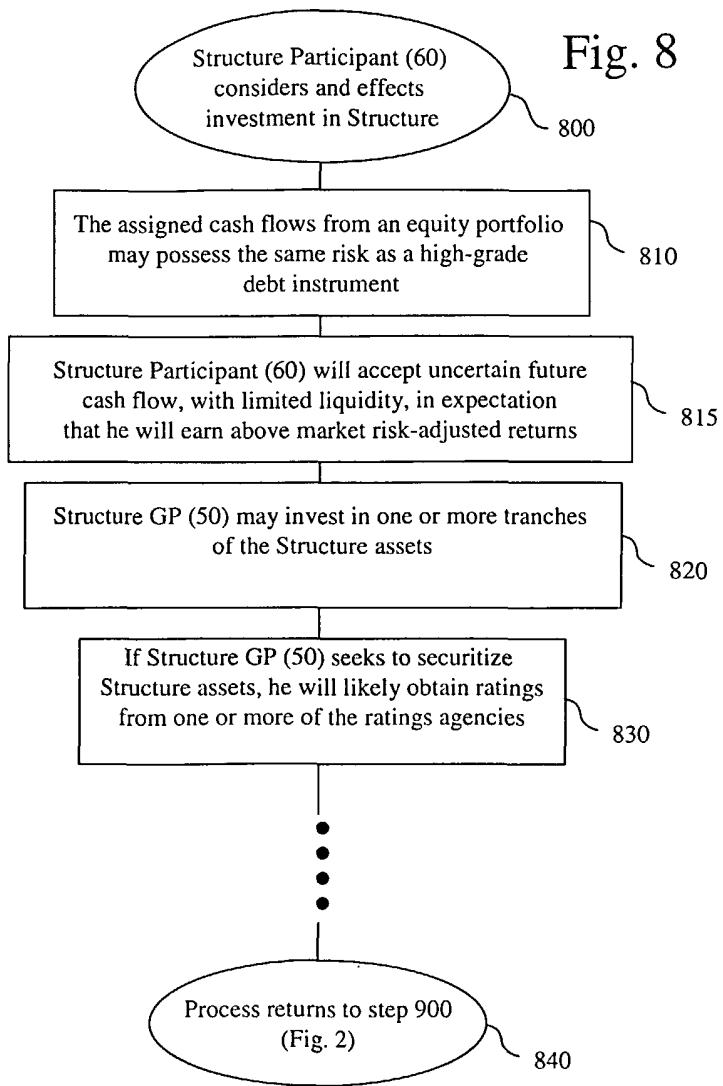 Fig. 8
Structure Participant (60)
considers and effects
investment in Structure
800
The assigned cash flows from an equity portfolio
may possess the same risk as a high-grade
debt instrument
810
Structure Participant (60) will accept uncertain future
cash flow, with limited liquidity, in expectation
that he will earn above market risk-adjusted returns
815
Structure GP (50) may invest in one or more tranches
of the Structure assets
820
If Structure GP (50) seeks to securitize
Structure assets, he will likely obtain ratings
from one or more of the ratings agencies
830
Process returns to step 900
(Fig. 2)
840